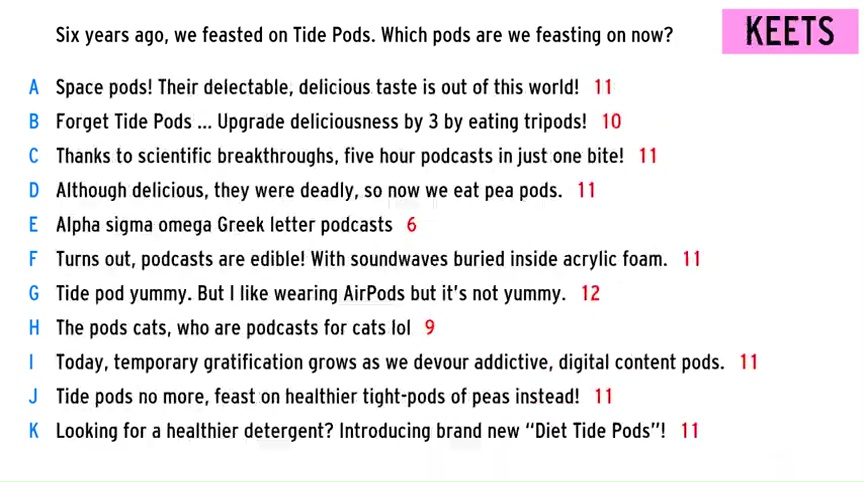 Six years ago, we feasted on Tide Pods. Which pods are we feasting on now?
KEETS
A Space pods! Their delectable, delicious taste is out of this world! 11
B Forget Tide Pods ... Upgrade deliciousness by 3 by eating tripods! 10
C Thanks to scientific breakthroughs, five hour podcasts in just one bite! 11
D Although delicious, they were deadly, so now we eat pea pods. 11
E Alpha sigma omega Greek letter podcasts 6
F Turns out, podcasts are edible! With soundwaves buried inside acrylic foam. 11
G Tide pod yummy. But I like wearing AirPods but it's not yummy. 12
H The pods cats, who are podcasts for cats lol 9
I Today, temporary gratification grows as we devour addictive, digital content pods. 11
J Tide pods no more, feast on healthier tight-pods of peas instead! 11
K Looking for a healthier detergent? Introducing brand new “Diet Tide Pods”! 11